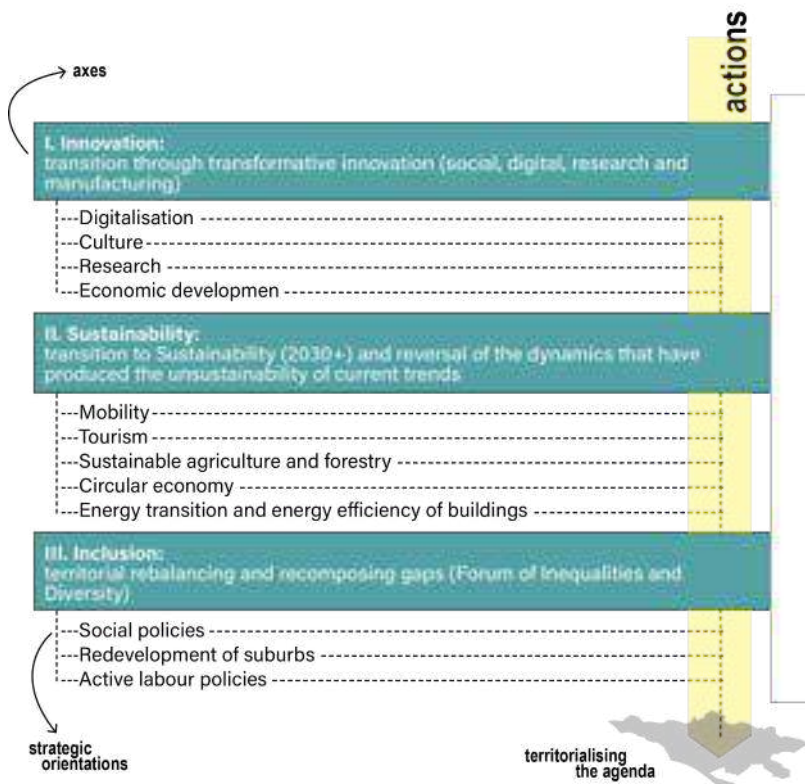 actions
axes
I. Innovation:
transition through transformative innovation (social, digital, research and
manufacturing)
Digitalisation
Culture
Research
Economic developmen
II. Sustainability:
transition to Sustainability (2030+) and reversal of the dynamics that have
produced the unsustainability of current trends
Mobility
Tourism
Sustainable agriculture and forestry
Circular economy
Energy transition and energy efficiency of buildings
III. Inclusion:
territorial rebalancing and recomposing gaps (Forum of Inequalities and
Diversity)
Social policies
Redevelopment of suburbs
Active labour policies
strategic
orientations
territorialising
the agenda